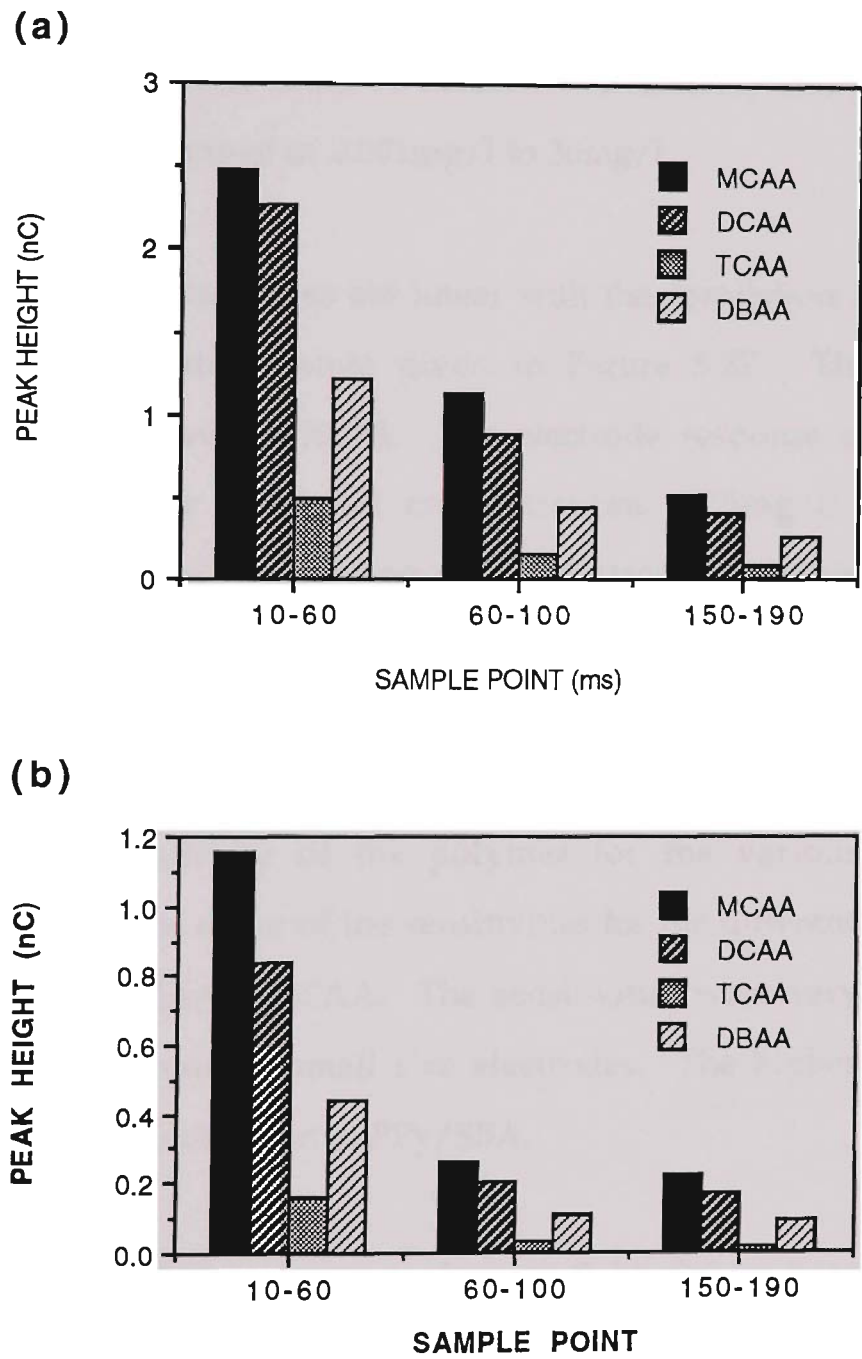 (a)
PEAK HEIGHT (nC)
3
2
1
0
MCAA
DCAA
TCAA
DBAA
10-60
60-100
150-190
SAMPLE POINT (ms)
(b)
PEAK HEIGHT (nC)
1.2
1.0
0.8
0.6
0.4
0.2
0.0
MCAA
DCAA
TCAA
DBAA
10-60
60-100
150-190
SAMPLE POINT